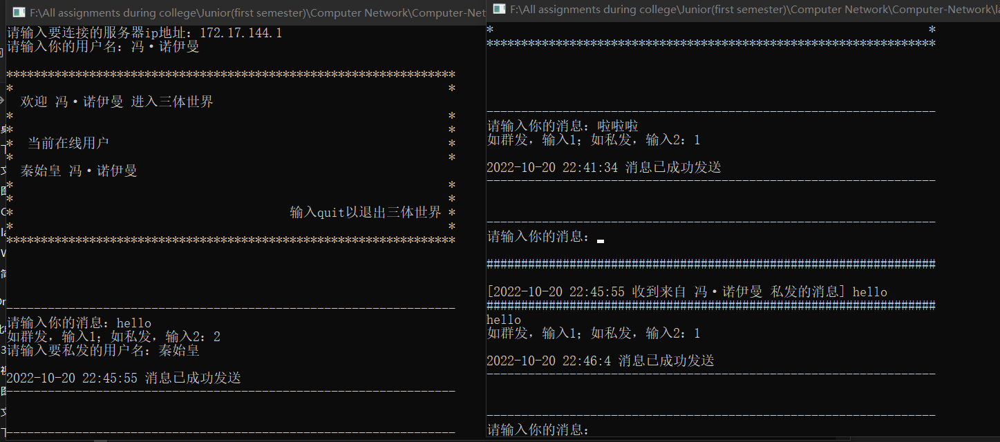 F:\All assignments during college\Junior(first semester)\Computer Network\Computer-Net
请输入要连接的服务器ip地址：172.17.144.1
请输入你的用户名：冯·诺伊曼
*****************************************************************
*                                                               *
  欢迎 冯·诺伊曼 进入三体世界
*                                                               *
*                                                               *
*  当前在线用户                                                 *
*                                                               *
  秦始皇 冯·诺伊曼
*                                                               *
*                                                               *
*                                        输入quit以退出三体世界 *
*                                                               *
*****************************************************************
-----------------------------------------------------------------
请输入你的消息：hello
如群发，输入1；如私发，输入2：2
请输入要私发的用户名：秦始皇
2022-10-20 22:45:55 消息已成功发送
-----------------------------------------------------------------
-----------------------------------------------------------------
F:\All assignments during college\Junior(first semester)\Computer Network\Computer-Network\l
*                                                               *
*****************************************************************
-----------------------------------------------------------------
请输入你的消息：啦啦啦
如群发，输入1；如私发，输入2：1
2022-10-20 22:41:34 消息已成功发送
-----------------------------------------------------------------
-----------------------------------------------------------------
请输入你的消息：
#################################################################
[2022-10-20 22:45:55 收到来自 冯·诺伊曼 私发的消息] hello
#################################################################
hello
如群发，输入1；如私发，输入2：1
2022-10-20 22:46:4 消息已成功发送
-----------------------------------------------------------------
-----------------------------------------------------------------
请输入你的消息：